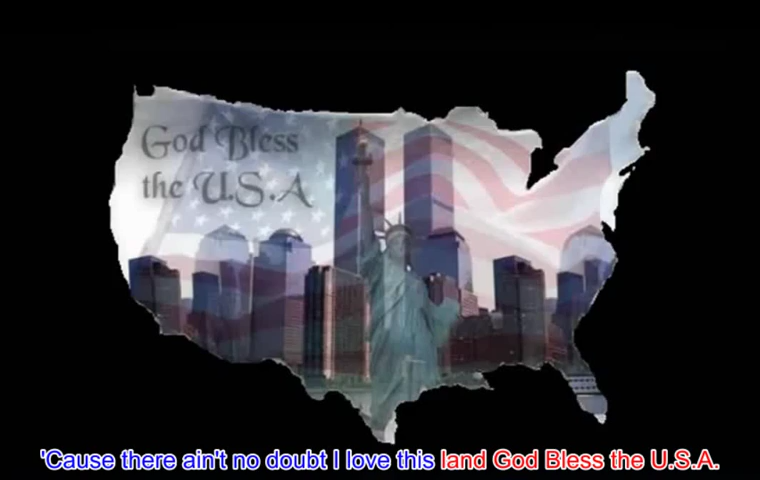 God Bless
the U.S.A
'Cause there ain't no doubt I love this land God Bless the U.S.A.